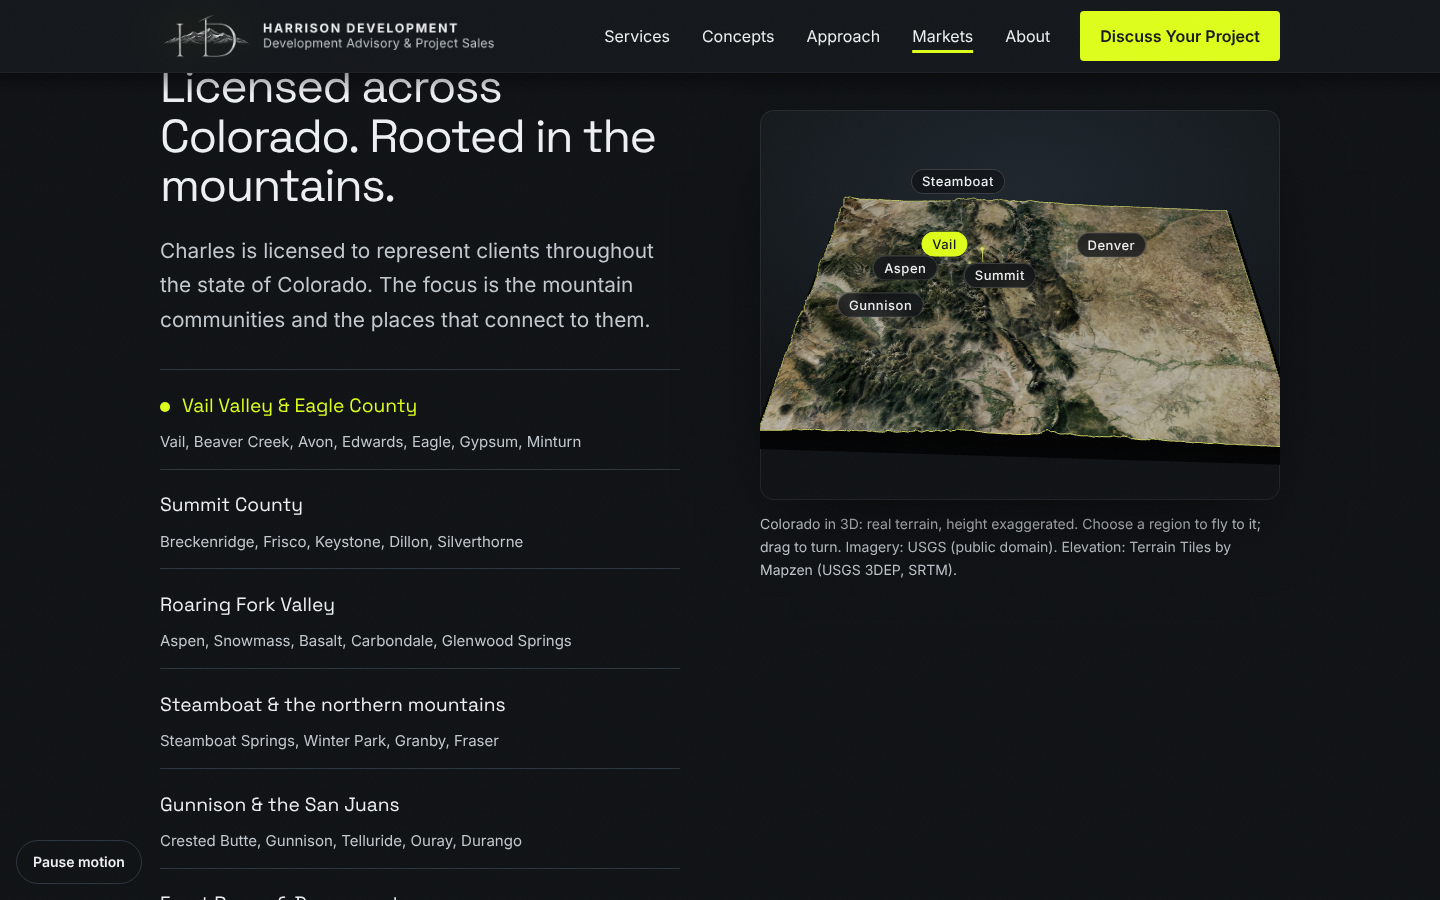 HD
HARRISON DEVELOPMENT
Development Advisory & Project Sales
Services
Concepts
Approach
Markets
About
Discuss Your Project
Licensed across
Colorado. Rooted in the
mountains.
Charles is licensed to represent clients throughout
the state of Colorado. The focus is the mountain
communities and the places that connect to them.
Vail Valley & Eagle County
Vail, Beaver Creek, Avon, Edwards, Eagle, Gypsum, Minturn
Summit County
Breckenridge, Frisco, Keystone, Dillon, Silverthorne
Roaring Fork Valley
Aspen, Snowmass, Basalt, Carbondale, Glenwood Springs
Steamboat & the northern mountains
Steamboat Springs, Winter Park, Granby, Fraser
Gunnison & the San Juans
Crested Butte, Gunnison, Telluride, Ouray, Durango
Pause motion
Steamboat
Vail
Denver
Aspen
Summit
Gunnison
Colorado in 3D: real terrain, height exaggerated. Choose a region to fly to it;
drag to turn. Imagery: USGS (public domain). Elevation: Terrain Tiles by
Mapzen (USGS 3DEP, SRTM).